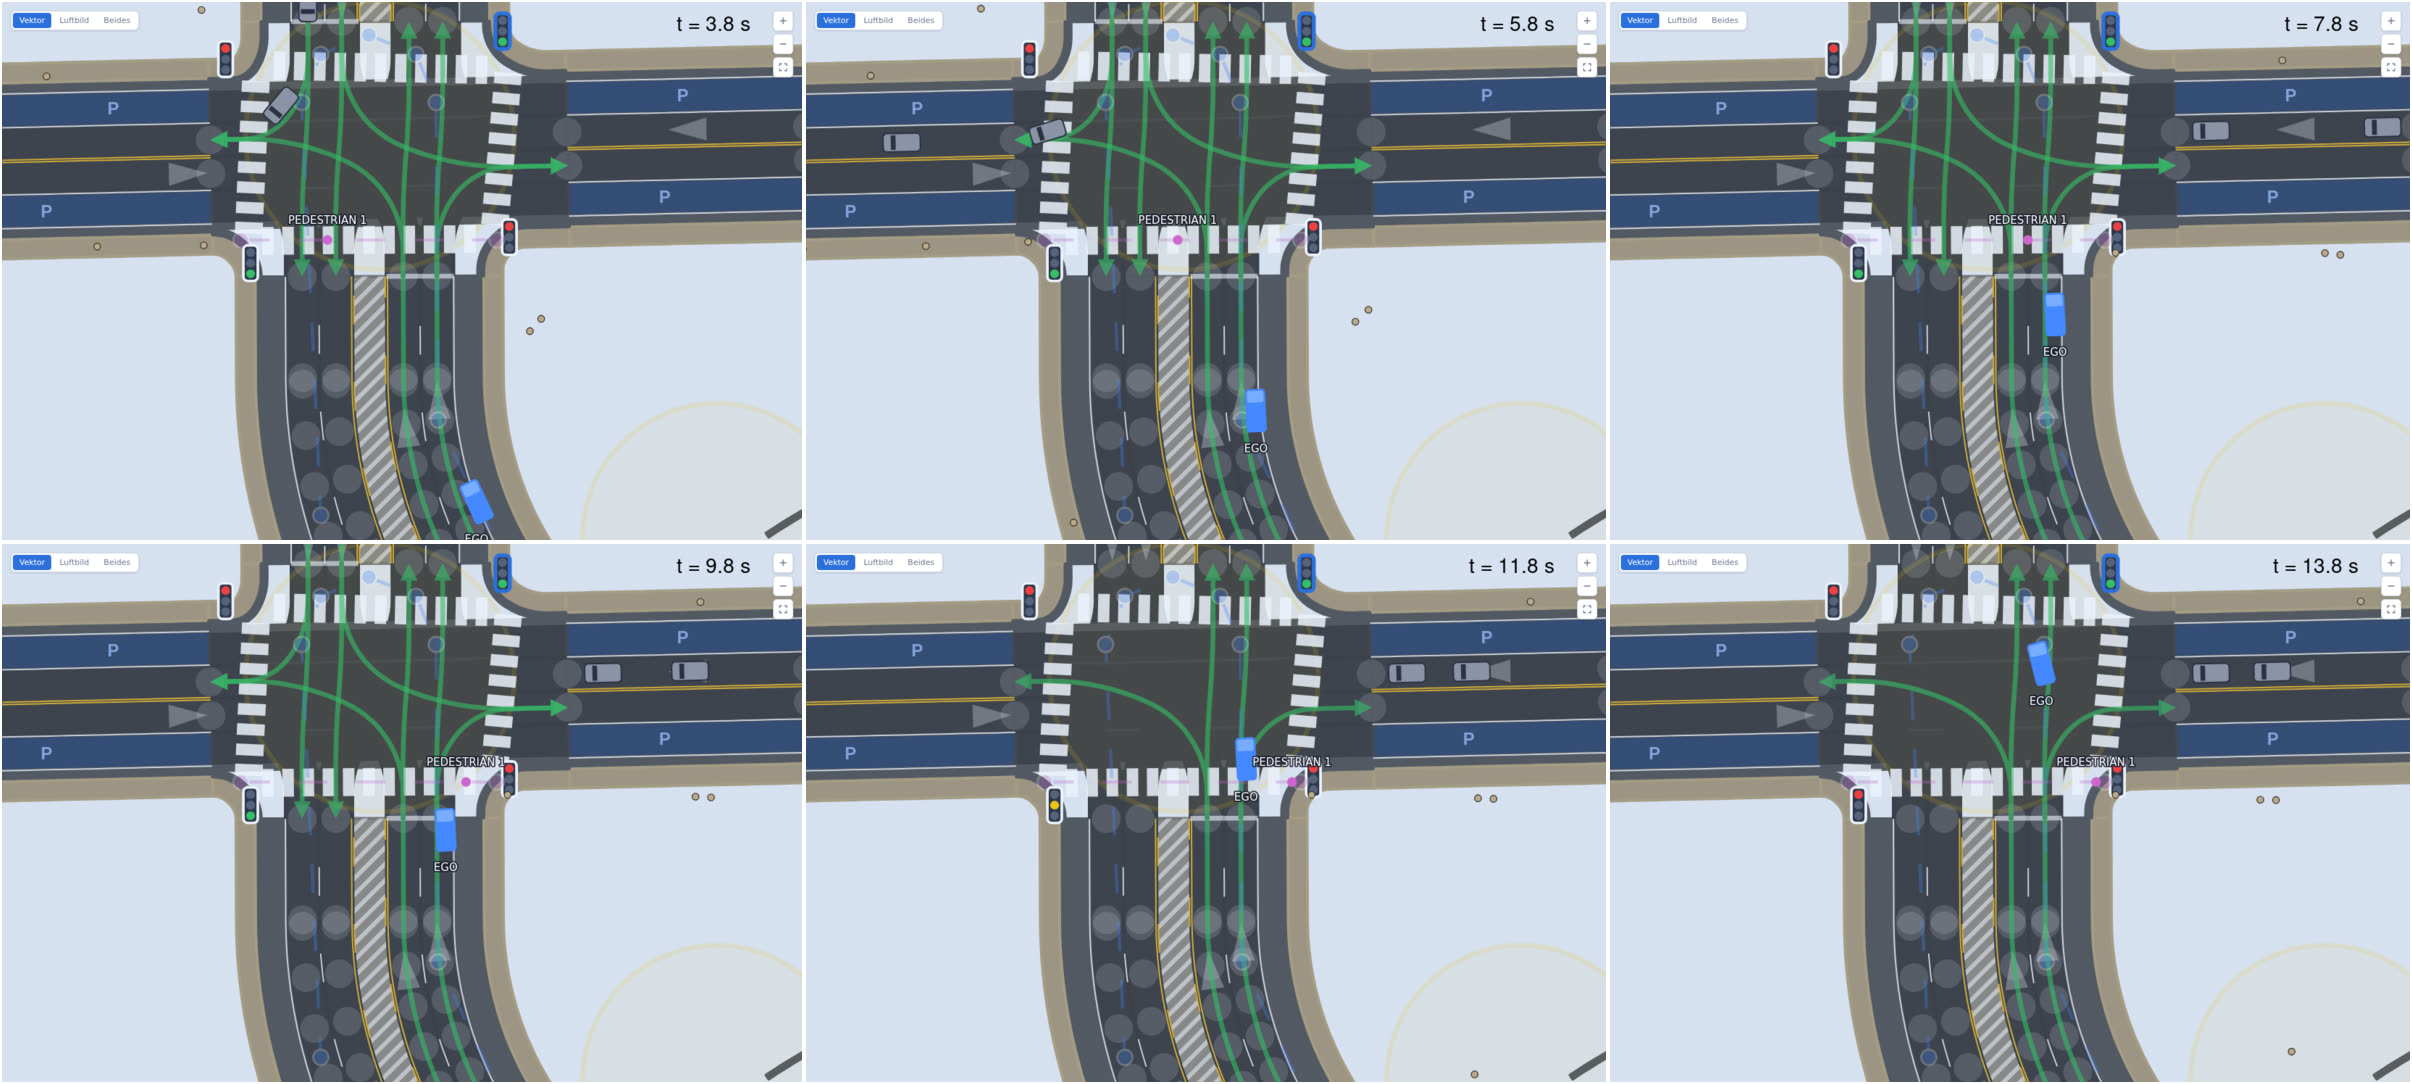 Vektor Luftbild Beides
t = 3.8 s
+
−
P
P
P
P
PEDESTRIAN 1
EGO
Vektor Luftbild Beides
t = 5.8 s
+
−
P
P
P
P
PEDESTRIAN 1
EGO
Vektor Luftbild Beides
t = 7.8 s
+
−
P
P
P
P
PEDESTRIAN 1
EGO
Vektor Luftbild Beides
t = 9.8 s
+
−
P
P
P
P
PEDESTRIAN 1
EGO
Vektor Luftbild Beides
t = 11.8 s
+
−
P
P
P
P
PEDESTRIAN 1
EGO
Vektor Luftbild Beides
t = 13.8 s
+
−
P
P
P
P
EGO
PEDESTRIAN 1